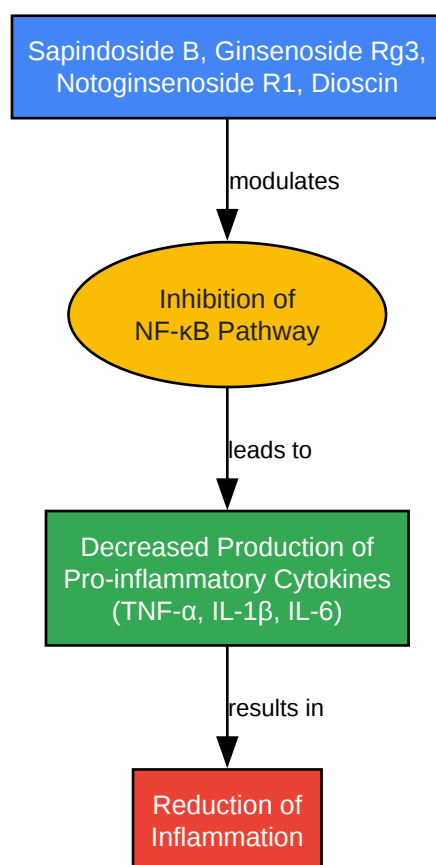 Sapindoside B, Ginsenoside Rg3,
Notoginsenoside R1, Dioscin
modulates
Inhibition of
NF-κB Pathway
leads to
Decreased Production of
Pro-inflammatory Cytokines
(TNF-α, IL-1β, IL-6)
results in
Reduction of
Inflammation